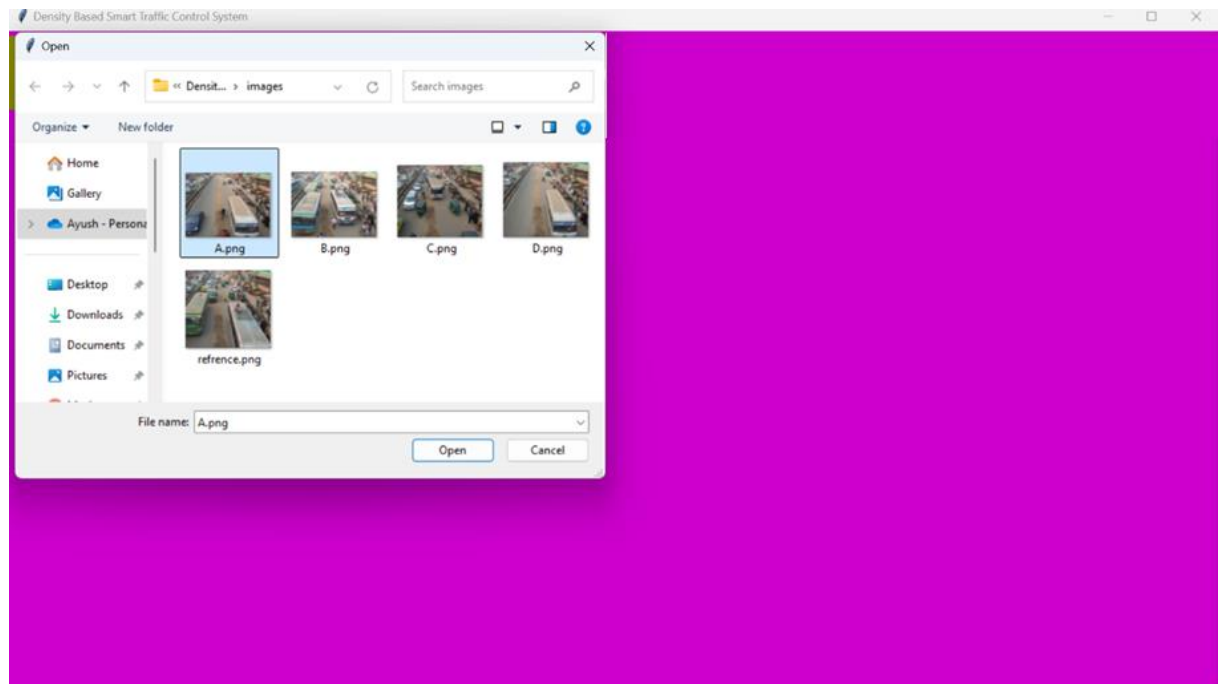 Density Based Smart Traffic Control System
Open
« Densit... › images
Search images
Organize
New folder
Home
Gallery
Ayush - Persona
Desktop
Downloads
Documents
Pictures
A.png
B.png
C.png
D.png
refrence.png
File name: A.png
Open
Cancel